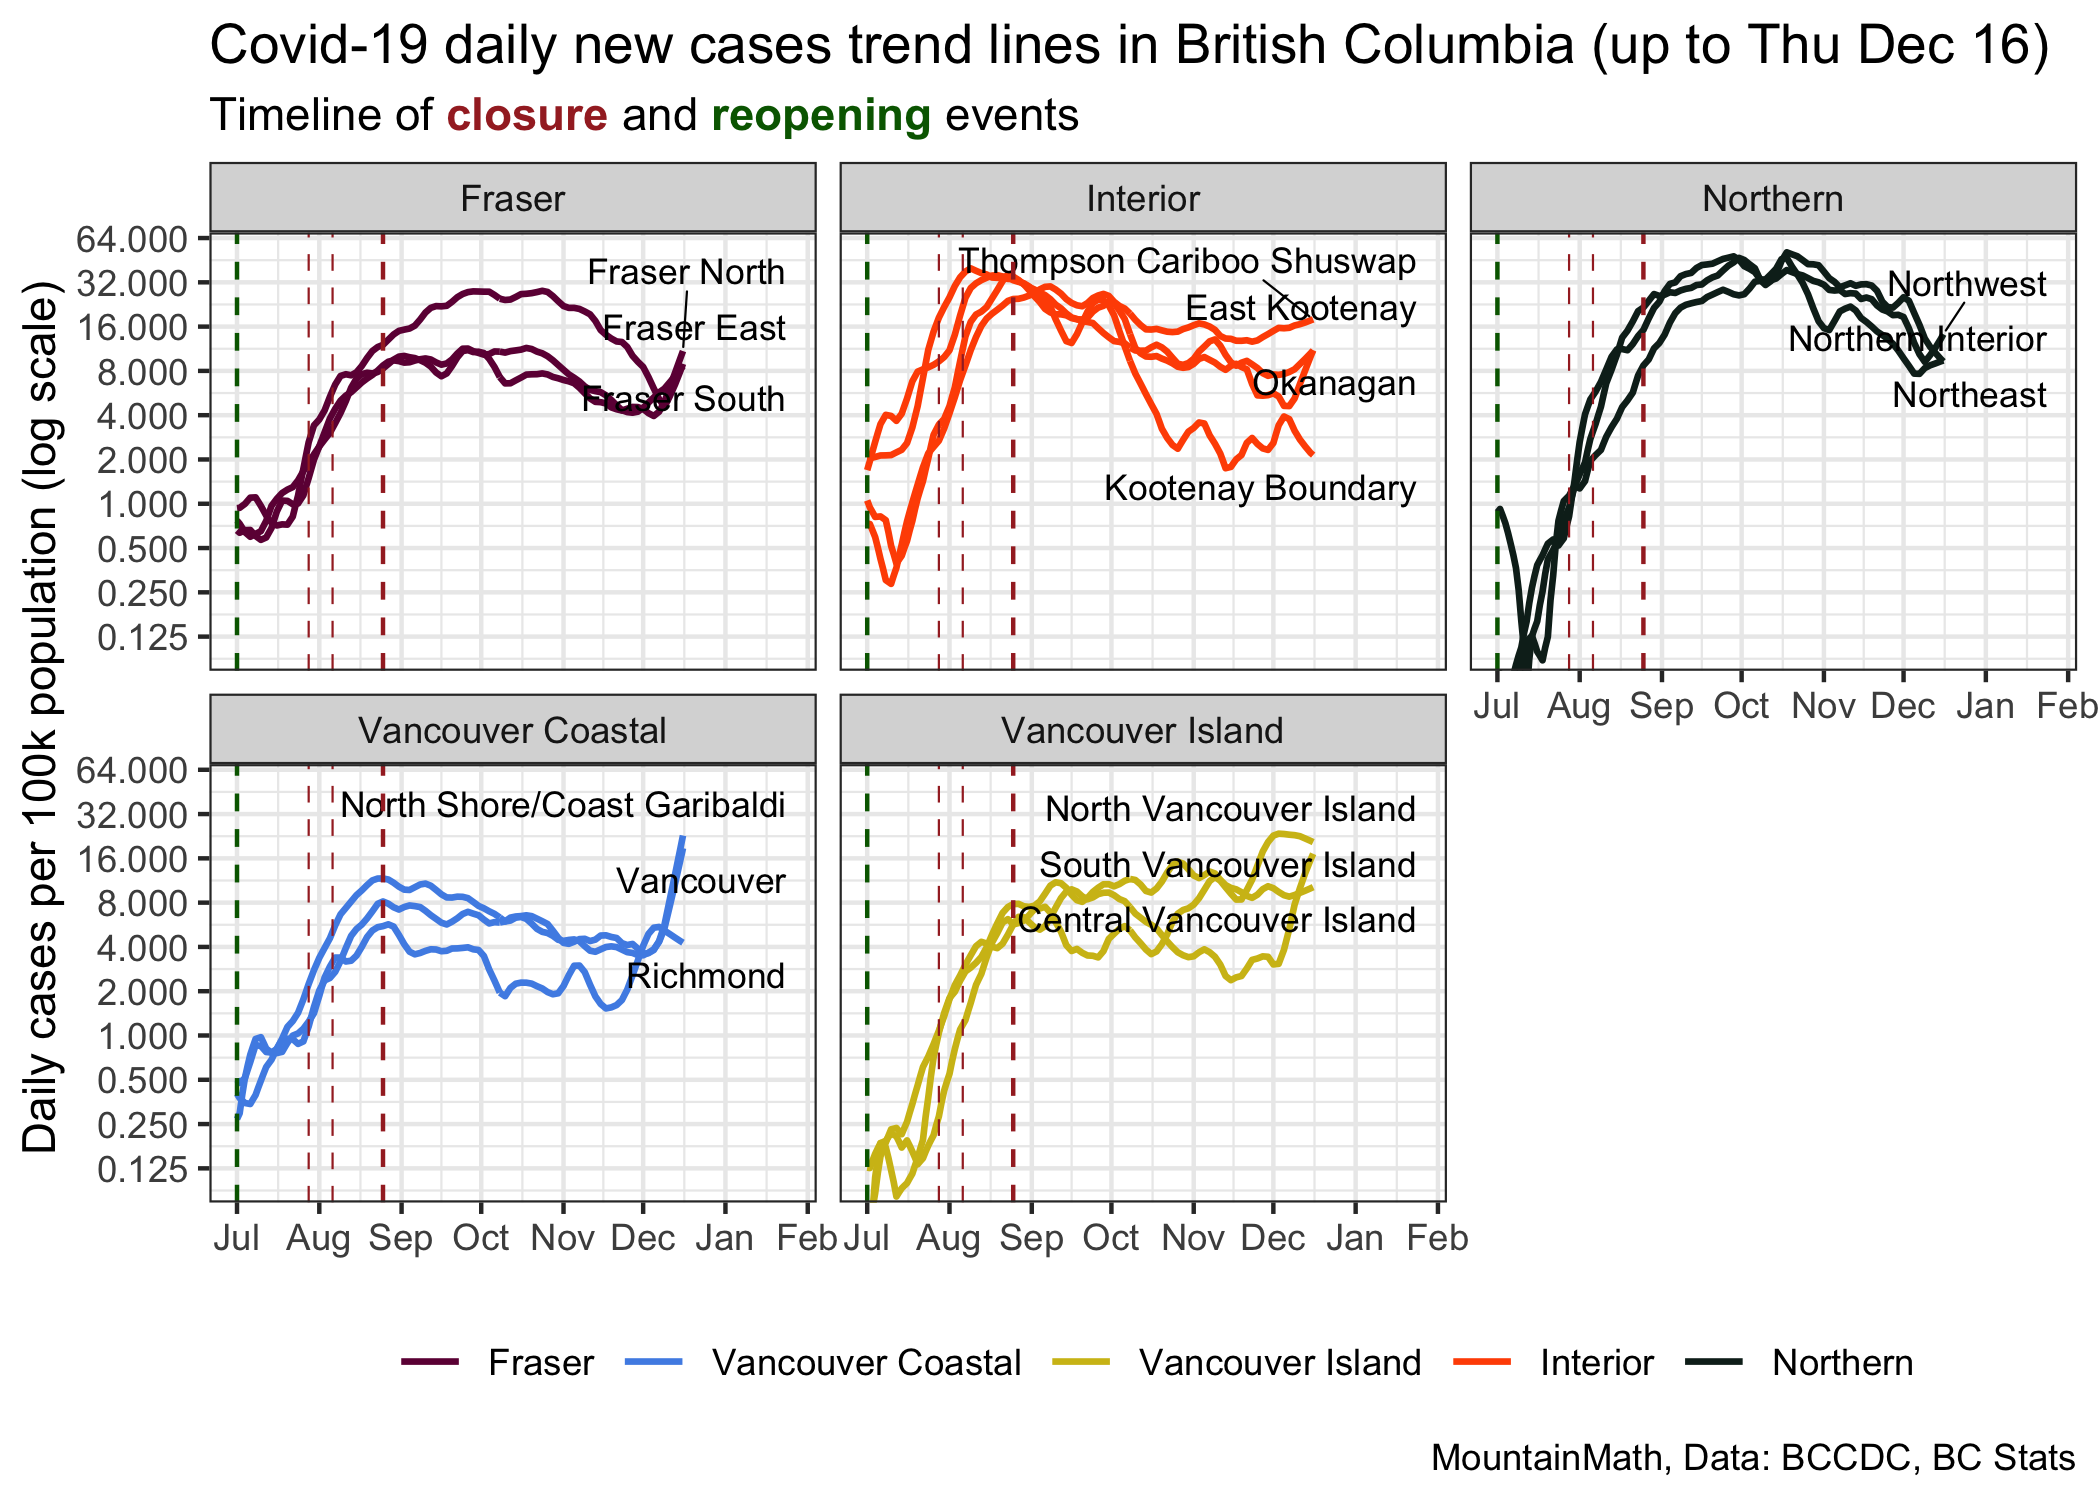 Covid-19 daily new cases trend lines in British Columbia (up to Thu Dec 16)
Timeline of closure and reopening events
Daily cases per 100k population (log scale)
Fraser
64.000
32.000
16.000
8.000
4.000
2.000
1.000
0.500
0.250
0.125
Fraser North
Fraser East
Fraser South
Interior
Thompson Cariboo Shuswap
East Kootenay
Okanagan
Kootenay Boundary
Northern
Northwest
Northern Interior
Northeast
Jul Aug Sep Oct Nov Dec Jan Feb
Vancouver Coastal
64.000
32.000
16.000
8.000
4.000
2.000
1.000
0.500
0.250
0.125
North Shore/Coast Garibaldi
Vancouver
Richmond
Jul Aug Sep Oct Nov Dec Jan Feb
Vancouver Island
North Vancouver Island
South Vancouver Island
Central Vancouver Island
Jul Aug Sep Oct Nov Dec Jan Feb
Fraser Vancouver Coastal Vancouver Island Interior Northern
MountainMath, Data: BCCDC, BC Stats